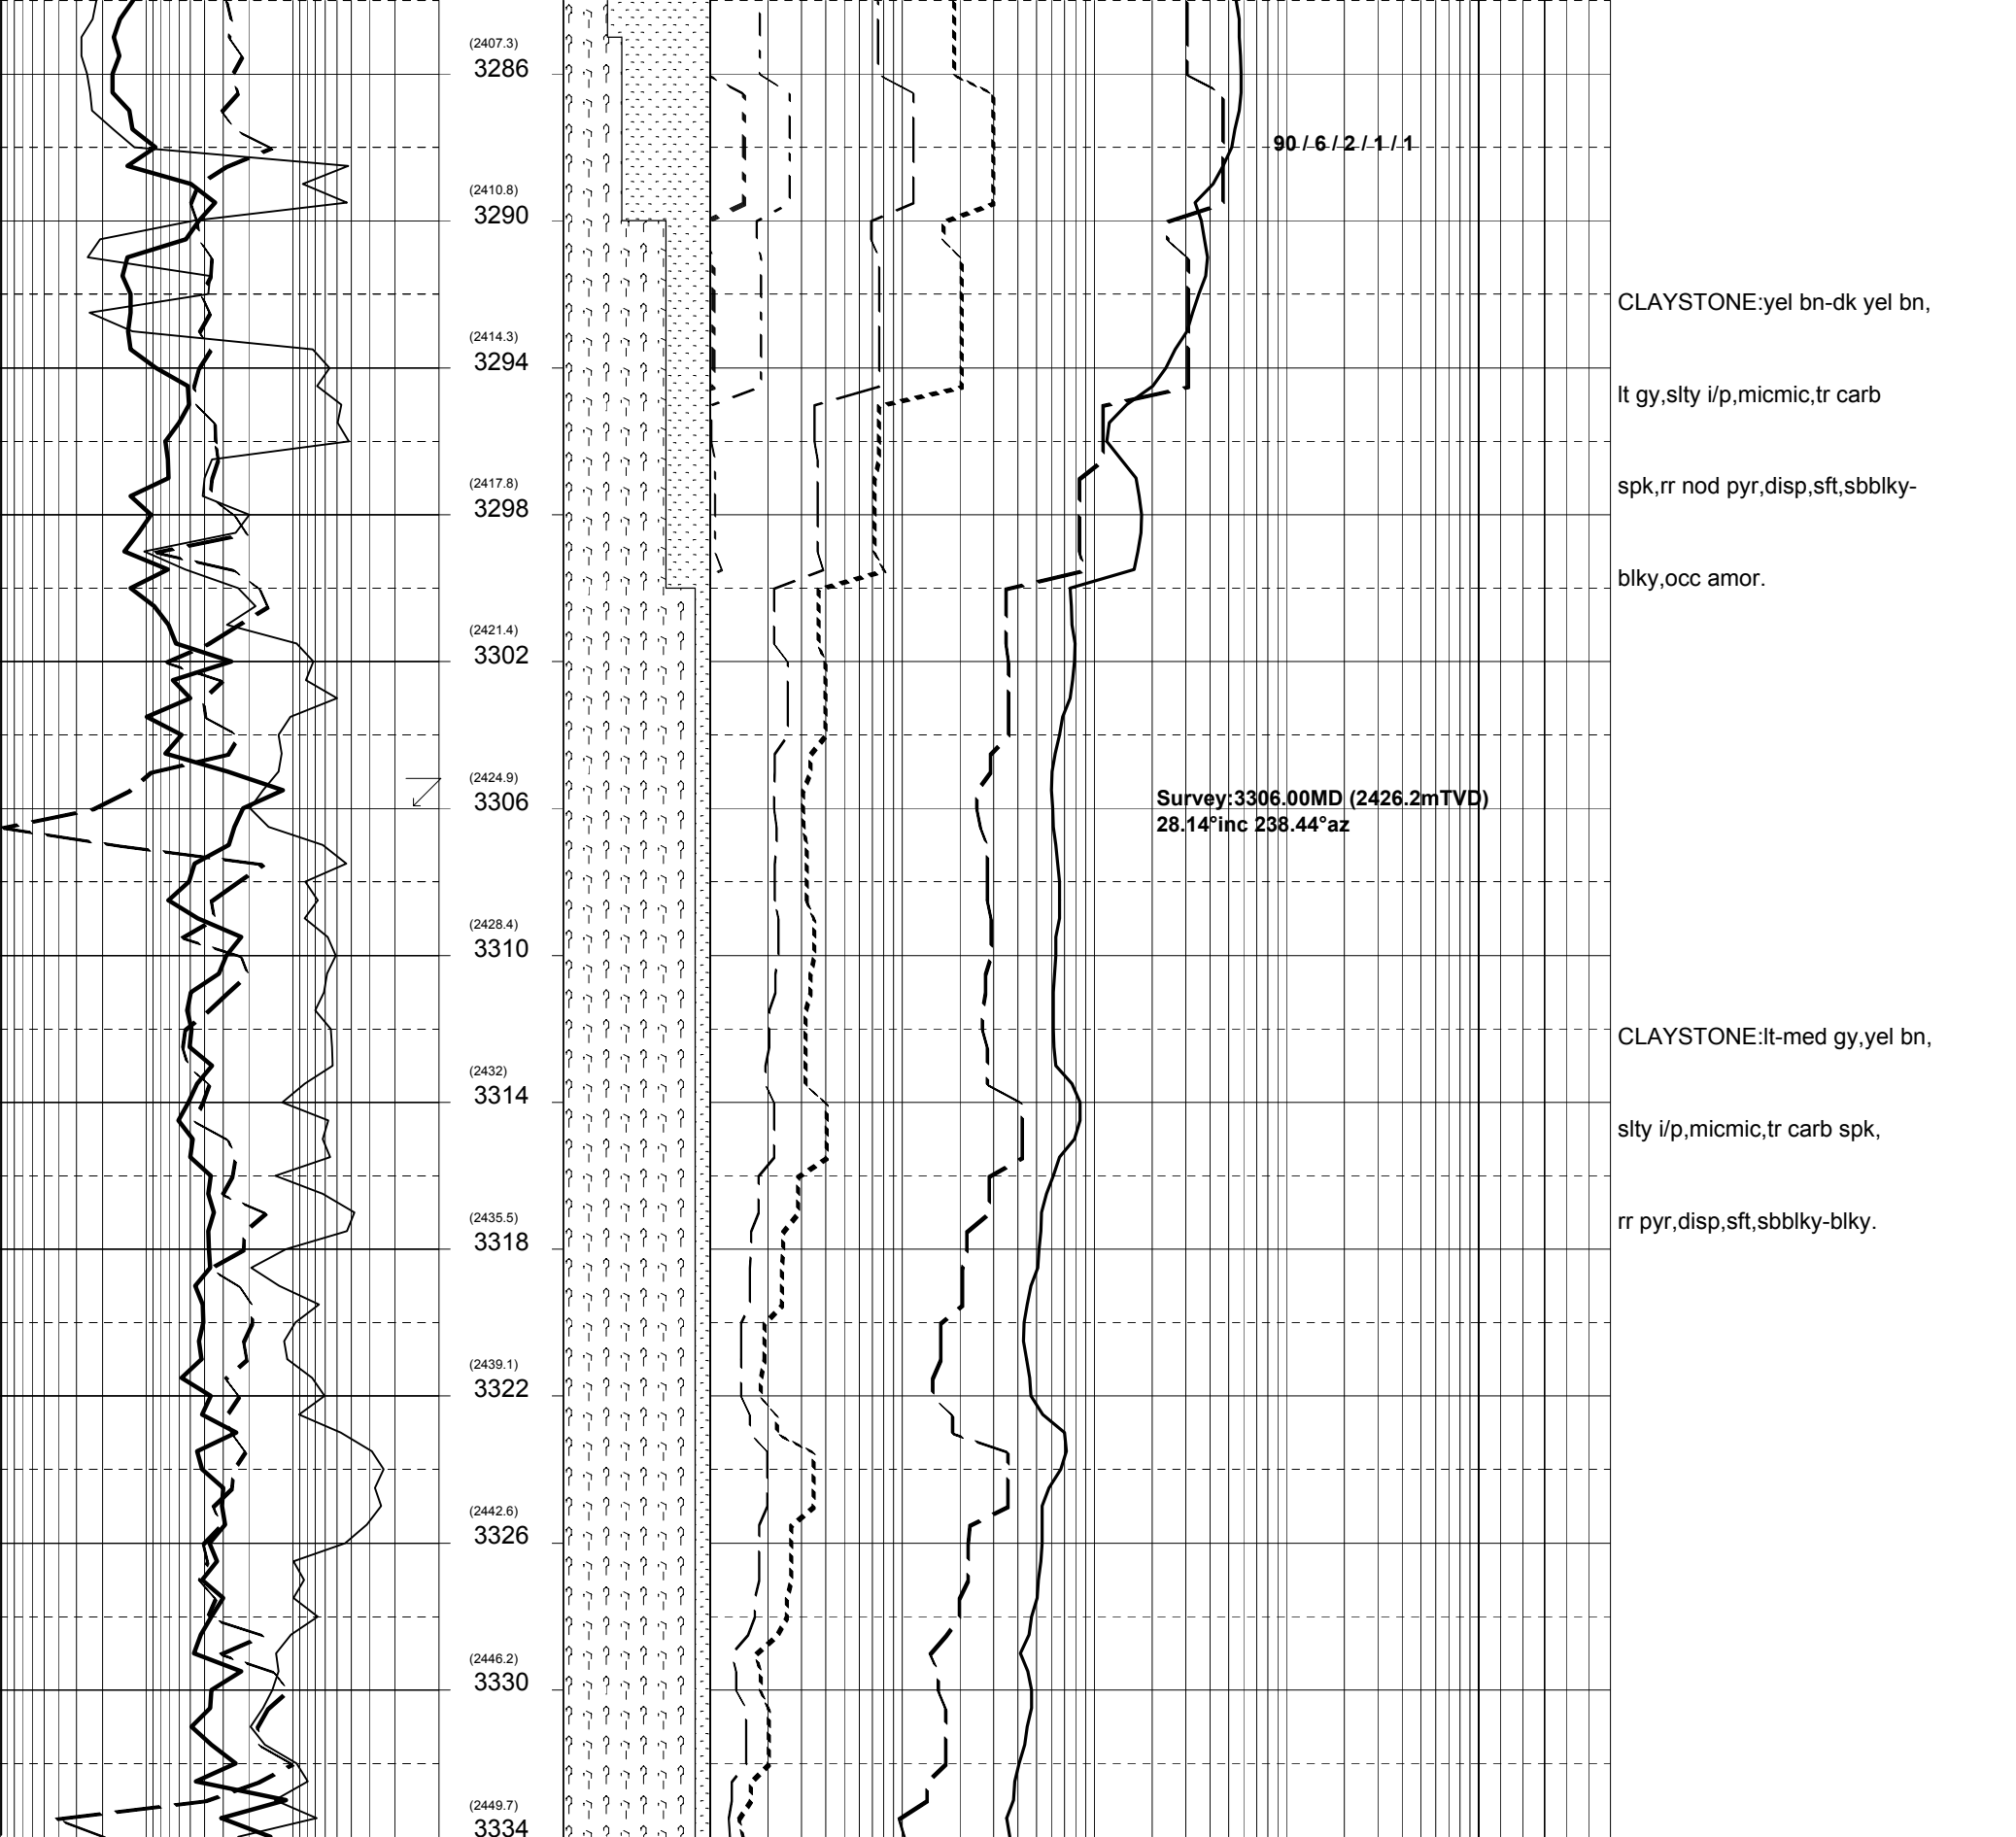 (2407.3)
3286
90 / 6 / 2 / 1 / 1
(2410.8)
3290
CLAYSTONE:yel bn-dk yel bn,
(2414.3)
3294
lt gy,slty i/p,micmic,tr carb
(2417.8)
3298
spk,rr nod pyr,disp,sft,sbblky-
blky,occ amor.
(2421.4)
3302
(2424.9)
3306
Survey:3306.00MD (2426.2mTVD)
28.14°inc 238.44°az
(2428.4)
3310
CLAYSTONE:lt-med gy,yel bn,
(2432)
3314
slty i/p,micmic,tr carb spk,
(2435.5)
3318
rr pyr,disp,sft,sbblky-blky.
(2439.1)
3322
(2442.6)
3326
(2446.2)
3330
(2449.7)
3334